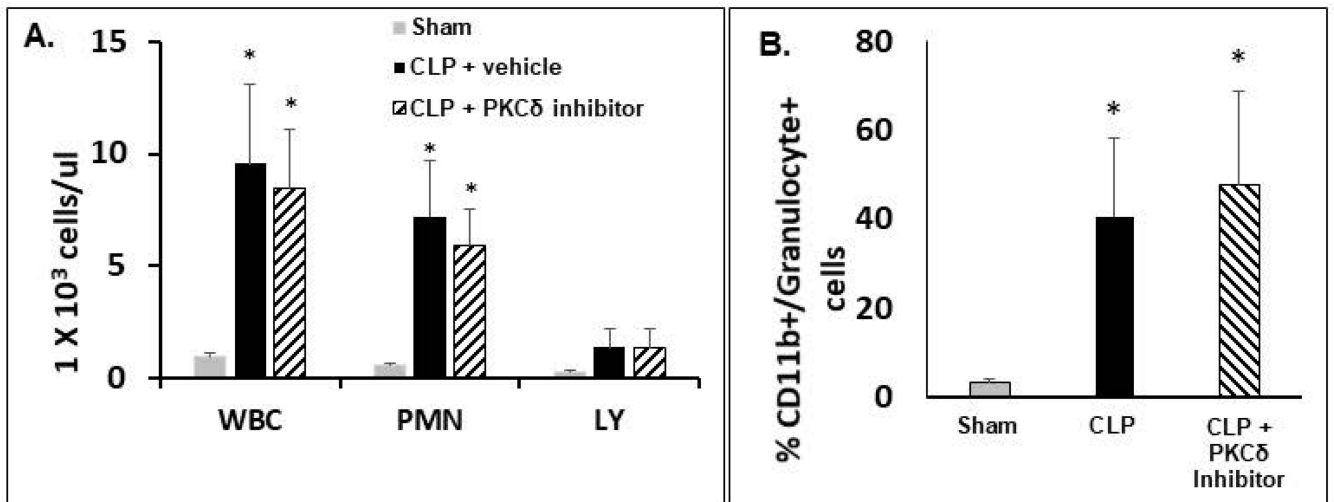 A.
15
10
5
0
1 X 10³ cells/ul
Sham
CLP + vehicle
CLP + PKCδ inhibitor
*
*
*
*
WBC
PMN
LY
B.
80
60
40
20
0
% CD11b+/Granulocyte+
cells
*
*
Sham
CLP
CLP +
PKCδ
Inhibitor